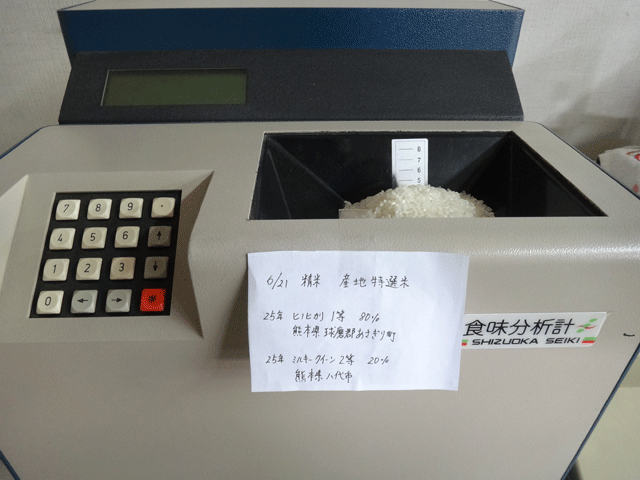 8
7
6
5
7 8 9 ・
4 5 6 ↑
1 2 3 ↓
0 ← → *
6/21 精米 産地特選米
25年 ヒノヒカリ 1等 80%
熊本県球磨郡あさぎり町
25年 ミルキークイーン 2等 20%
熊本県八代市
食味分析計
SHIZUOKA SEIKI